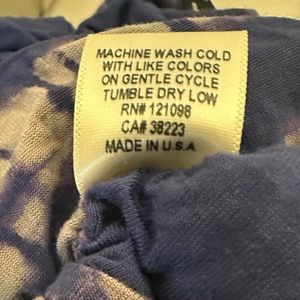 MACHINE WASH COLD
WITH LIKE COLORS
ON GENTLE CYCLE
TUMBLE DRY LOW
RN# 121098
CA# 38223
MADE IN U.S.A.